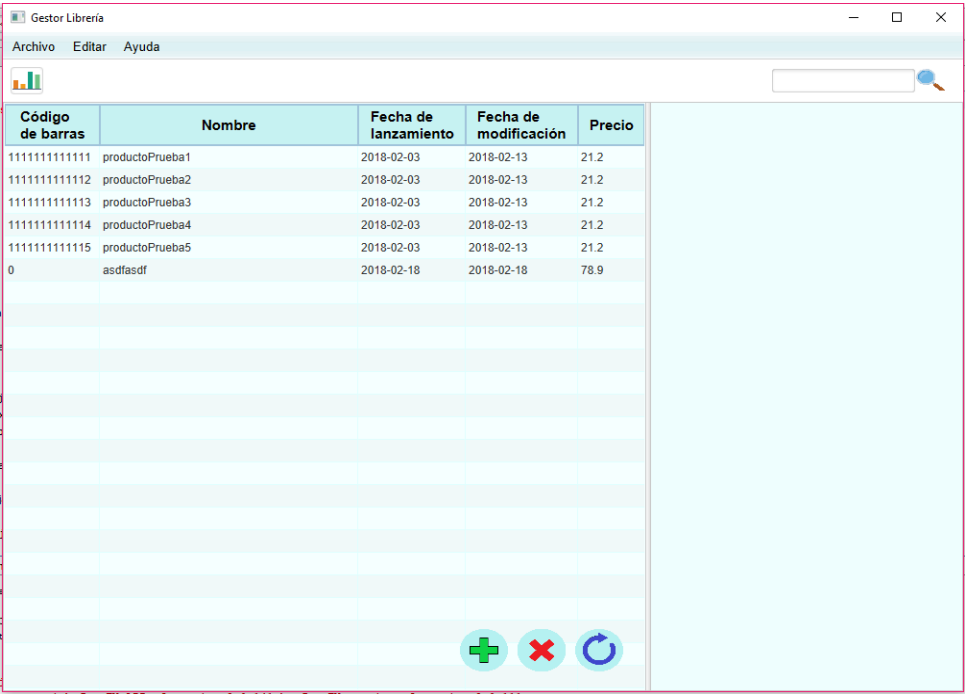 Gestor Librería
Archivo Editar Ayuda
Código de barras Nombre Fecha de lanzamiento Fecha de modificación Precio
1111111111111 productoPrueba1 2018-02-03 2018-02-13 21.2
1111111111112 productoPrueba2 2018-02-03 2018-02-13 21.2
1111111111113 productoPrueba3 2018-02-03 2018-02-13 21.2
1111111111114 productoPrueba4 2018-02-03 2018-02-13 21.2
1111111111115 productoPrueba5 2018-02-03 2018-02-13 21.2
0 asdfasdf 2018-02-18 2018-02-18 78.9